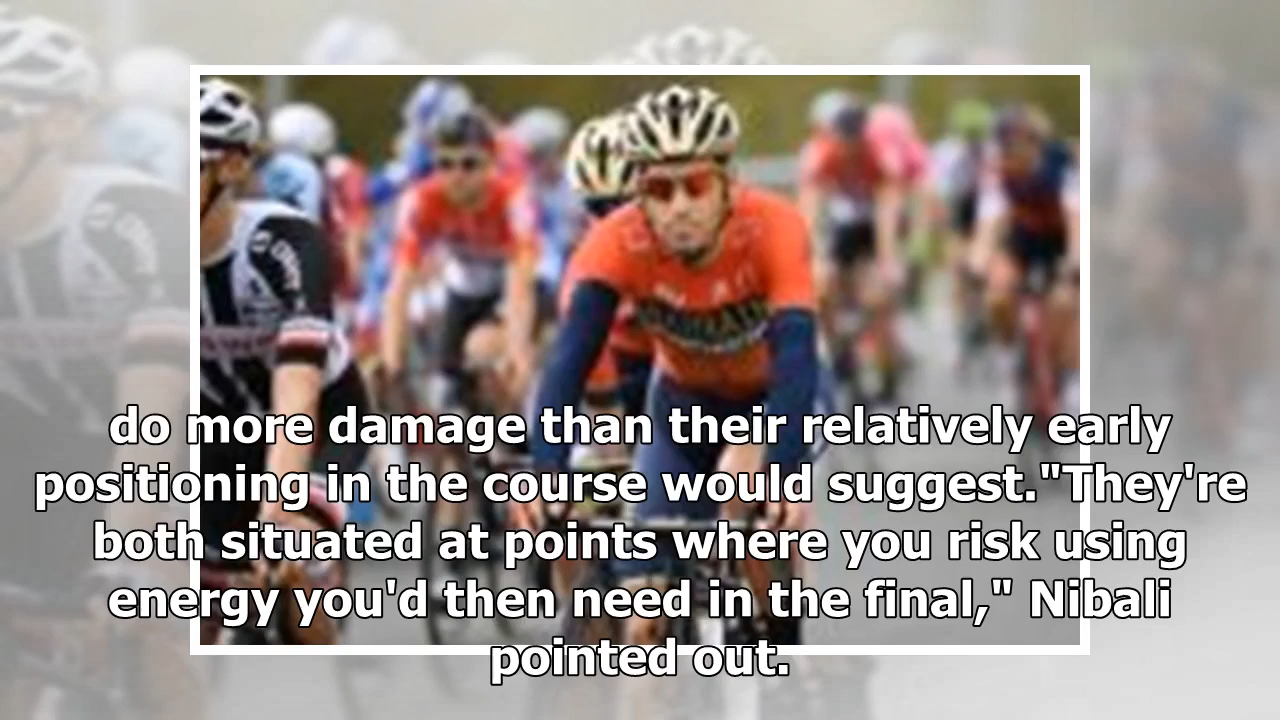 do more damage than their relatively early
positioning in the course would suggest."They're
both situated at points where you risk using
energy you'd then need in the final," Nibali
pointed out.